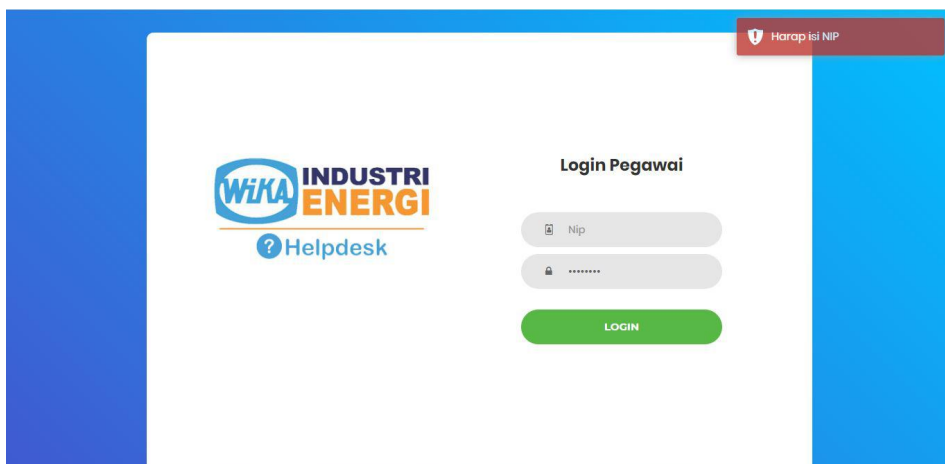 Harap isi NIP
WiKA INDUSTRI
ENERGI
? Helpdesk
Login Pegawai
Nip
••••••••
LOGIN